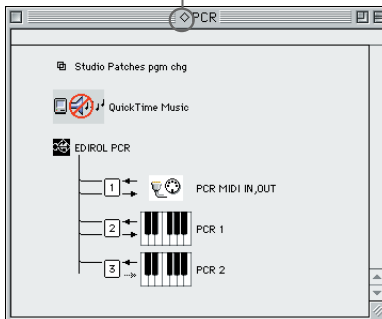 ◇PCR
Studio Patches pgm chg
QuickTime Music
EDIROL PCR
1 PCR MIDI IN,OUT
2 PCR 1
3 PCR 2